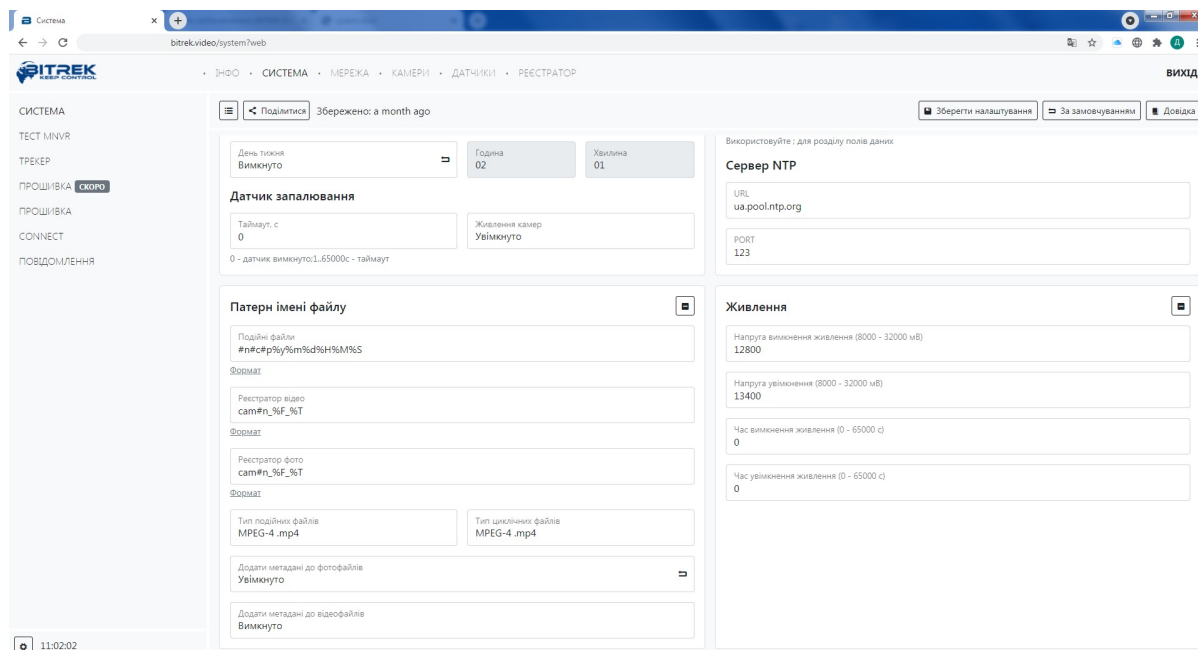 Система
bitrek.video/system?web
BITREK
KEEP CONTROL
ІНФО • СИСТЕМА • МЕРЕЖА • КАМЕРИ • ДАТЧИКИ • РЕЄСТРАТОР
ВИХІД
СИСТЕМА
ТЕСТ MNVR
ТРЕКЕР
ПРОШИВКА СКОРО
ПРОШИВКА
CONNECT
ПОВІДОМЛЕННЯ
11:02:02
Поділитися Збережено: a month ago
Зберегти налаштування За замовчуванням Довідка
День тижня Година Хвилина
Вимкнуто 02 01
Датчик запалювання
Таймаут, с Живлення камер
0 Увімкнуто
0 - датчик вимкнуто;1..65000с - таймаут
Використовуйте ; для розділу полів даних
Сервер NTP
URL
ua.pool.ntp.org
PORT
123
Патерн імені файлу
Подійні файли
#n#c#p%y%m%d%H%M%S
Формат
Реєстратор відео
cam#n_%F_%T
Формат
Реєстратор фото
cam#n_%F_%T
Формат
Тип подійних файлів Тип циклічних файлів
MPEG-4 .mp4 MPEG-4 .mp4
Додати метадані до фотофайлів
Увімкнуто
Додати метадані до відеофайлів
Вимкнуто
Живлення
Напруга вимкнення живлення (8000 - 32000 мВ)
12800
Напруга увімкнення (8000 - 32000 мВ)
13400
Час вимкнення живлення (0 - 65000 с)
0
Час увімкнення живлення (0 - 65000 с)
0